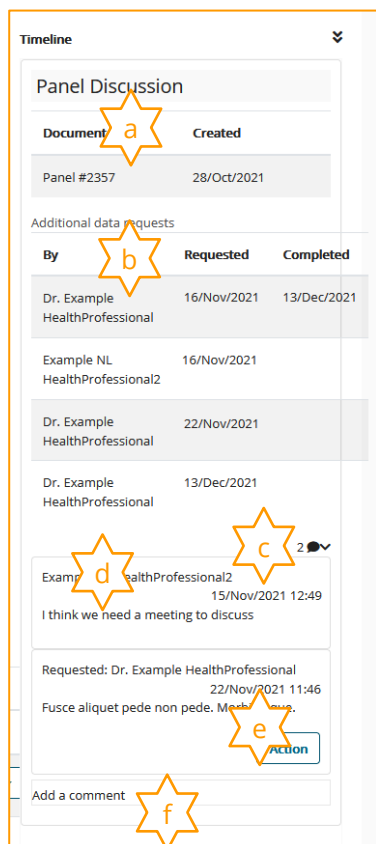 Timeline
Panel Discussion
a
Document Created
Panel #2357 28/Oct/2021
Additional data requests
b
By Requested Completed
Dr. Example 16/Nov/2021 13/Dec/2021
HealthProfessional
Example NL 16/Nov/2021
HealthProfessional2
Dr. Example 22/Nov/2021
HealthProfessional
Dr. Example 13/Dec/2021
HealthProfessional
c
2
d
HealthProfessional2
15/Nov/2021 12:49
I think we need a meeting to discuss
Requested: Dr. Example HealthProfessional
22/Nov/2021 11:46
Fusce aliquet pede non pede.
e
Action
Add a comment
f